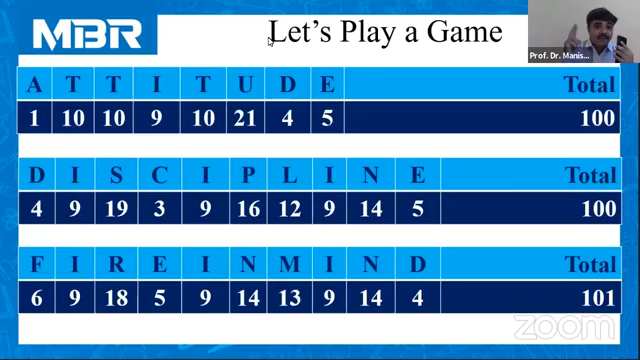 MBR
Let's Play a Game
Prof. Dr. Manis...
A T T I T U D E Total
1 10 10 9 10 21 4 5 100
D I S C I P L I N E Total
4 9 19 3 9 16 12 9 14 5 100
F I R E I N M I N D Total
6 9 18 5 9 14 13 9 14 4 101
zoom